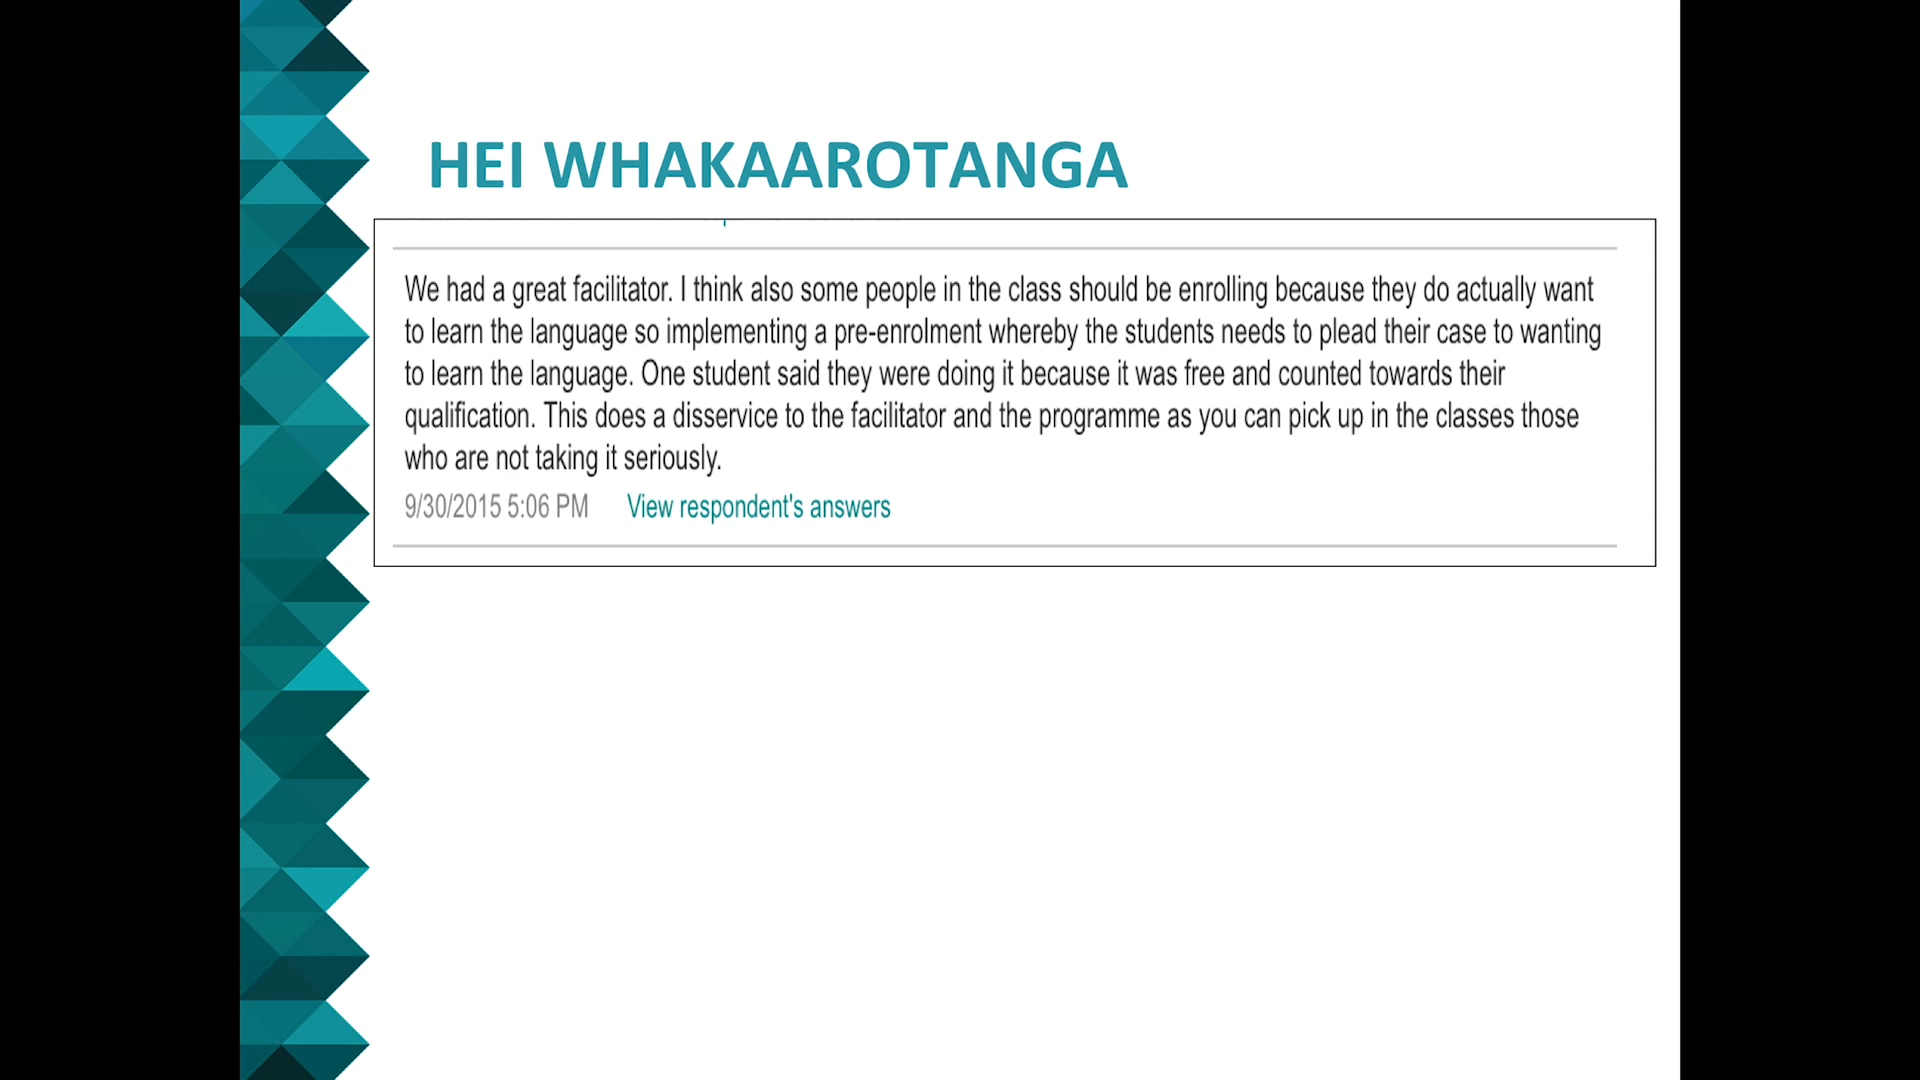 HEI WHAKAAROTANGA
We had a great facilitator. I think also some people in the class should be enrolling because they do actually want
to learn the language so implementing a pre-enrolment whereby the students needs to plead their case to wanting
to learn the language. One student said they were doing it because it was free and counted towards their
qualification. This does a disservice to the facilitator and the programme as you can pick up in the classes those
who are not taking it seriously.
9/30/2015 5:06 PM View respondent's answers